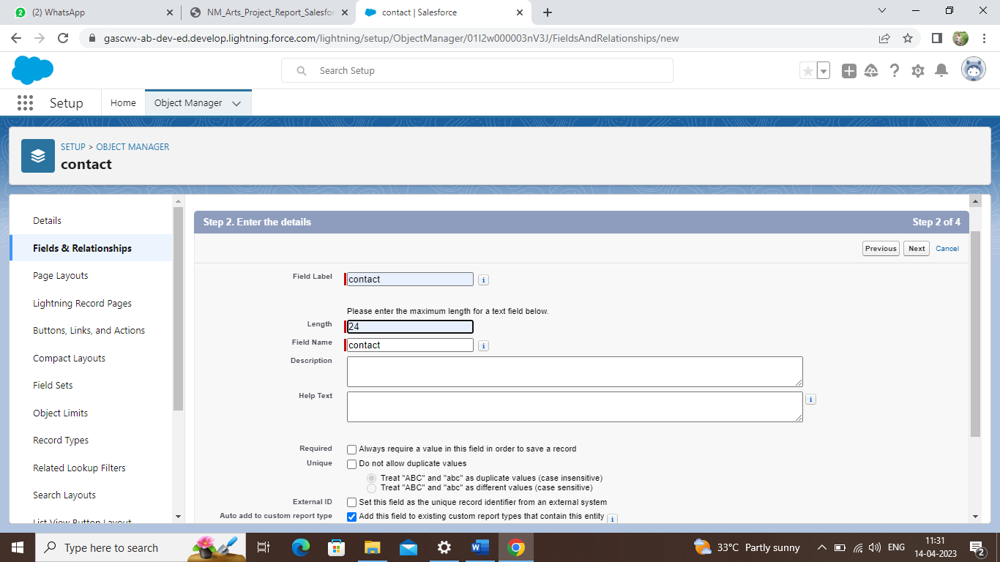 (2) WhatsApp
NM_Arts_Project_Report_Salesfor
contact | Salesforce
gascwv-ab-dev-ed.develop.lightning.force.com/lightning/setup/ObjectManager/01I2w000003nV3J/FieldsAndRelationships/new
Search Setup
Setup
Home
Object Manager
SETUP > OBJECT MANAGER
contact
Details
Fields & Relationships
Page Layouts
Lightning Record Pages
Buttons, Links, and Actions
Compact Layouts
Field Sets
Object Limits
Record Types
Related Lookup Filters
Search Layouts
List View Button Layout
Step 2. Enter the details
Step 2 of 4
Previous Next Cancel
Field Label contact
Please enter the maximum length for a text field below.
Length 24
Field Name contact
Description
Help Text
Required Always require a value in this field in order to save a record
Unique Do not allow duplicate values
Treat "ABC" and "abc" as duplicate values (case insensitive)
Treat "ABC" and "abc" as different values (case sensitive)
External ID Set this field as the unique record identifier from an external system
Auto add to custom report type Add this field to existing custom report types that contain this entity
Type here to search
33°C Partly sunny
ENG
11:31
14-04-2023
2